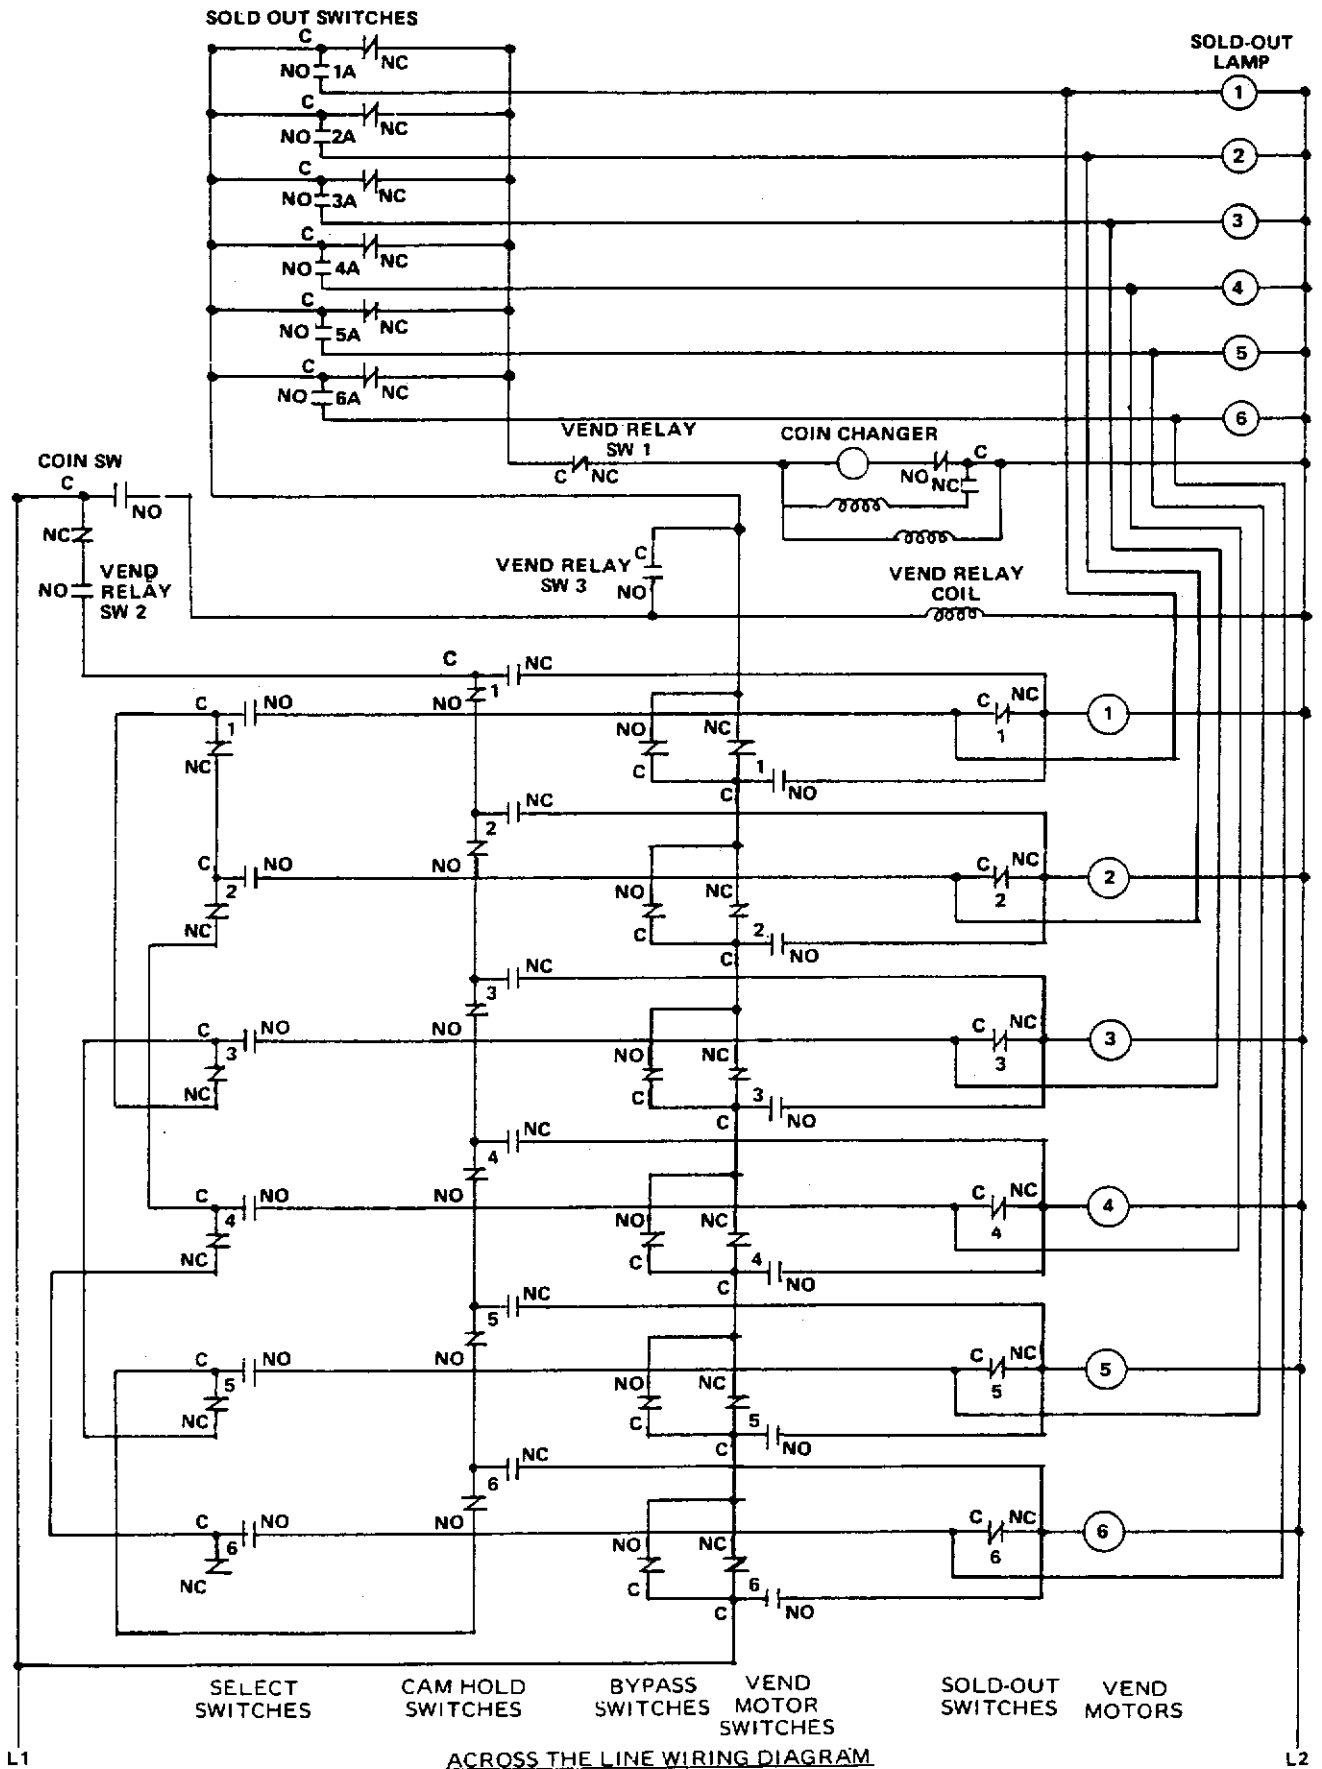 SOLD OUT SWITCHES
C
NC
NO 1A
SOLD-OUT
LAMP
1
C
NC
NO 2A
2
C
NC
NO 3A
3
C
NC
NO 4A
4
C
NC
NO 5A
5
C
NC
NO 6A
6
VEND RELAY
SW 1
C NC
COIN CHANGER
C
NO NC
COIN SW
C
NO
NC
VEND
RELAY
SW 2
NO
VEND RELAY
SW 3
C
NO
VEND RELAY
COIL
C NC
1
NO
C NO
1
NC
NO NC
C 1
C NO
C NC
1
1
NC
2
NO
C NO
2
NC
NO NC
C 2
C NO
C NC
2
2
NC
3
NO
C NO
3
NC
NO NC
C 3
C NO
C NC
3
3
NC
4
NO
C NO
4
NC
NO NC
C 4
C NO
C NC
4
4
NC
5
NO
C NO
5
NC
NO NC
C 5
C NO
C NC
5
5
NC
6
NO
C NO
6
NC
NO NC
C 6
C NO
C NC
6
6
SELECT
SWITCHES
CAM HOLD
SWITCHES
BYPASS
SWITCHES
VEND
MOTOR
SWITCHES
SOLD-OUT
SWITCHES
VEND
MOTORS
L1
ACROSS THE LINE WIRING DIAGRAM
L2